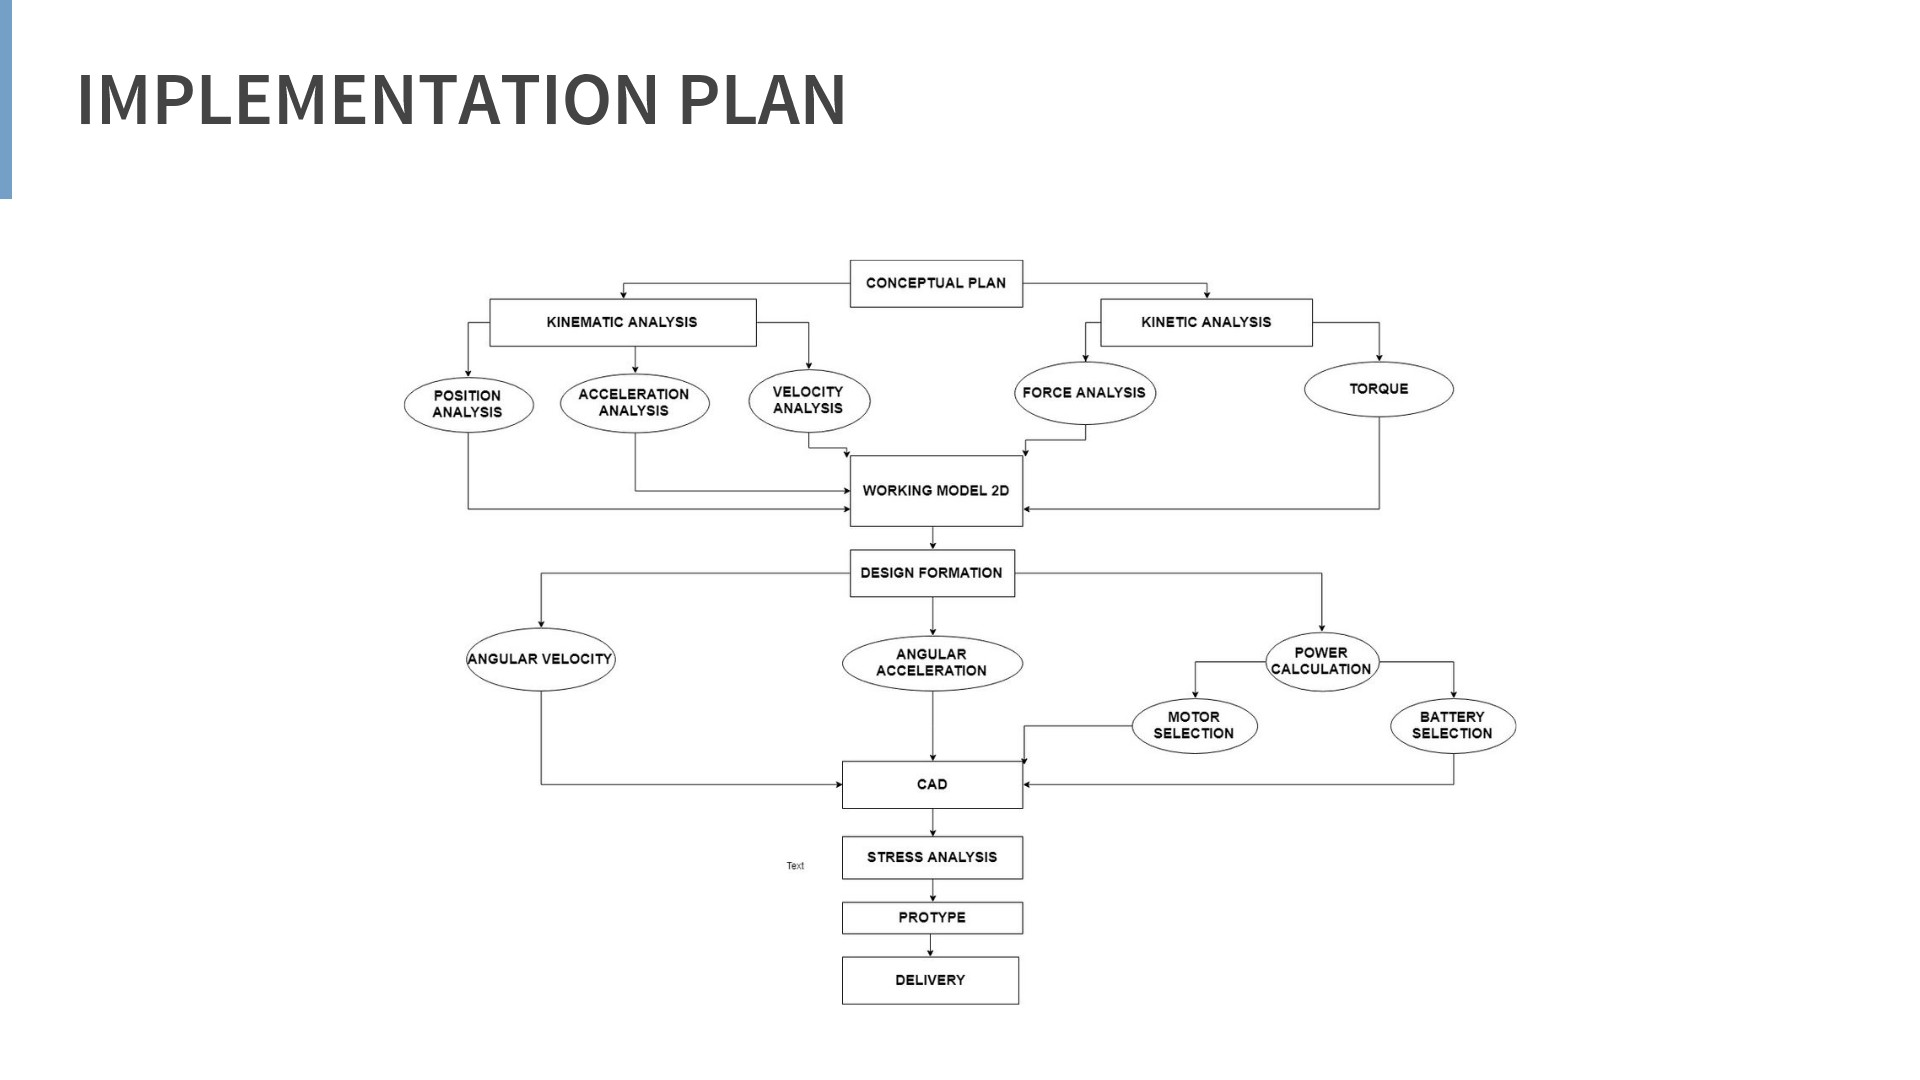 IMPLEMENTATION PLAN
CONCEPTUAL PLAN
KINEMATIC ANALYSIS
KINETIC ANALYSIS
POSITION
ANALYSIS
ACCELERATION
ANALYSIS
VELOCITY
ANALYSIS
FORCE ANALYSIS
TORQUE
WORKING MODEL 2D
DESIGN FORMATION
ANGULAR VELOCITY
ANGULAR
ACCELERATION
POWER
CALCULATION
MOTOR
SELECTION
BATTERY
SELECTION
CAD
STRESS ANALYSIS
Text
PROTYPE
DELIVERY